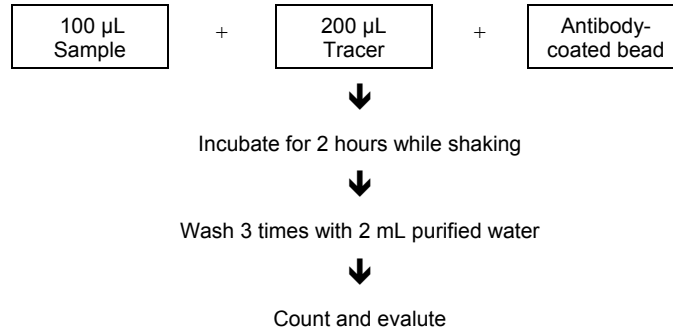 100 µL
Sample
+
200 µL
Tracer
+
Antibody-
coated bead
Incubate for 2 hours while shaking
Wash 3 times with 2 mL purified water
Count and evalute